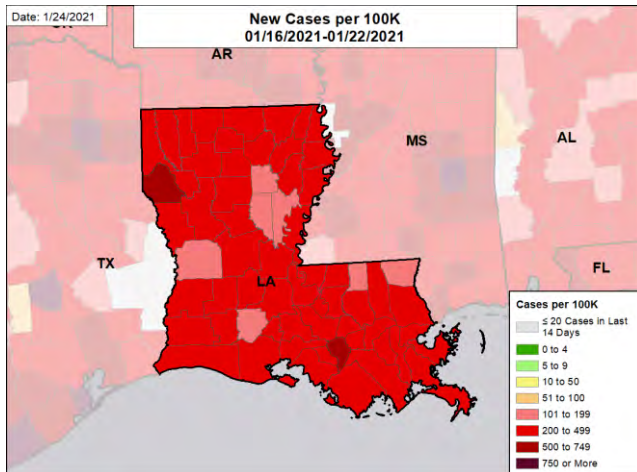 Date: 1/24/2021
New Cases per 100K
01/16/2021-01/22/2021
AR
MS
AL
TX
LA
FL
Cases per 100K
≤ 20 Cases in Last
14 Days
0 to 4
5 to 9
10 to 50
51 to 100
101 to 199
200 to 499
500 to 749
750 or More